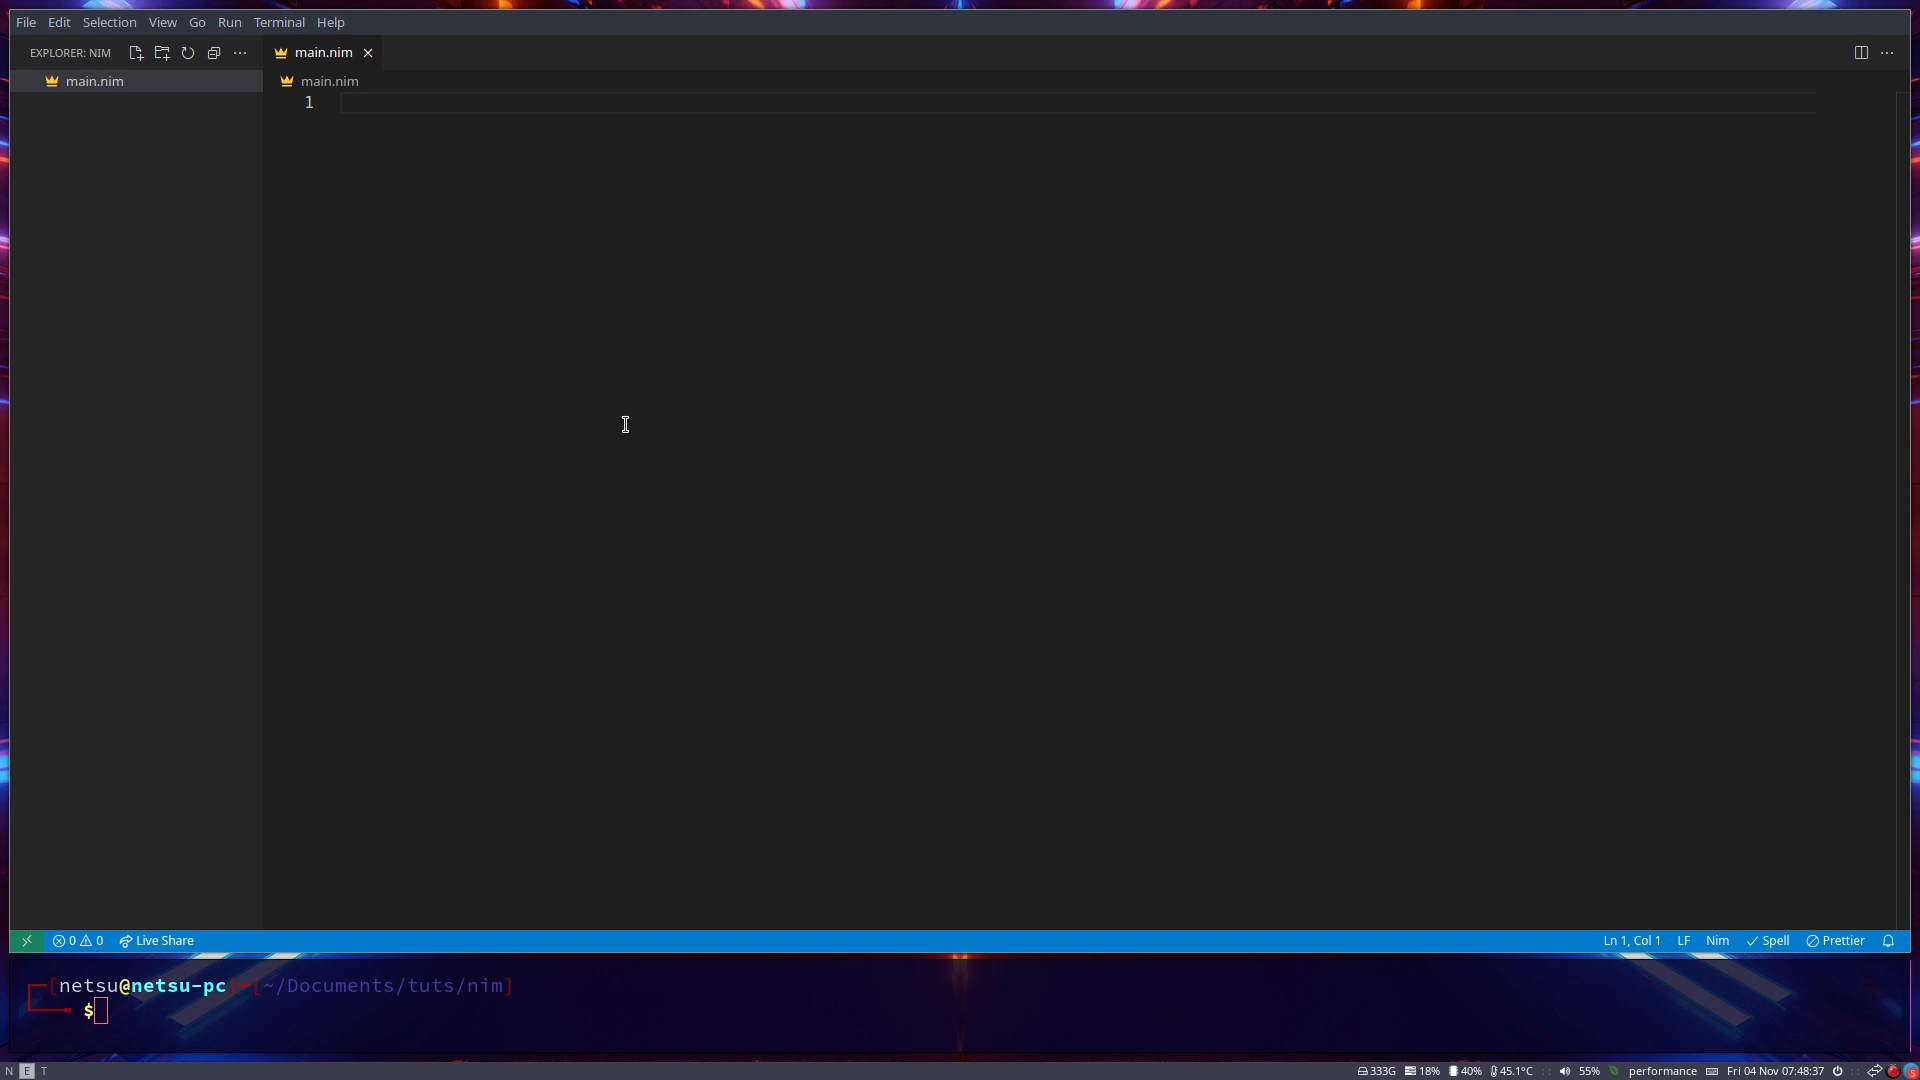 File Edit Selection View Go Run Terminal Help
EXPLORER: NIM
main.nim
main.nim
main.nim
1
0 0 Live Share
Ln 1, Col 1 LF Nim Spell Prettier
[netsu@netsu-pc]-[~/Documents/tuts/nim]
$
N E T
333G 18% 40% 45.1°C :: 55% performance Fri 04 Nov 07:48:37 :: 5